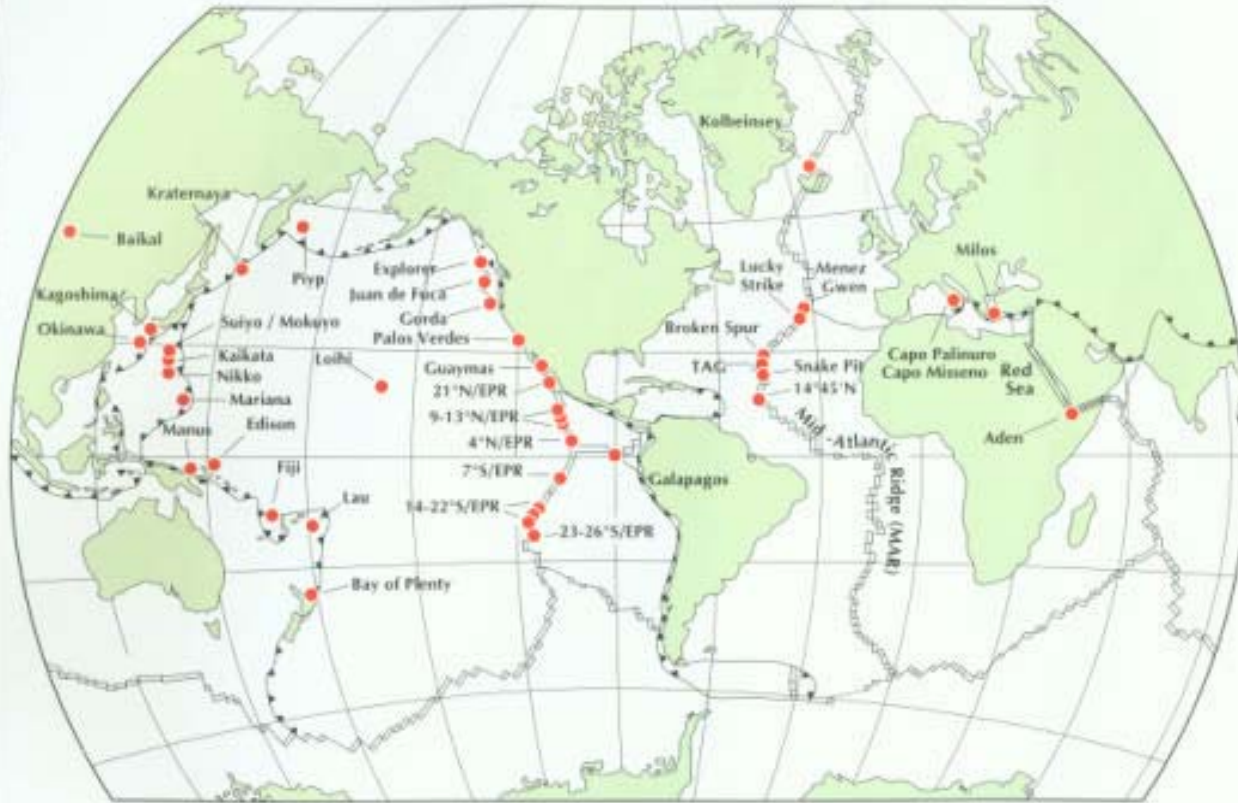 Kolbeinsey
Kraternaya
Baikal
Piyp
Explorer
Juan de Fuca
Gorda
Palos Verdes
Lucky
Strike
Menez
Gwen
Milos
Kagoshima
Okinawa
Suiyo / Mokuyo
Kaikata
Nikko
Mariana
Loihi
Guaymas
21°N/EPR
9-13°N/EPR
4°N/EPR
7°S/EPR
14-22°S/EPR
23-26°S/EPR
Galapagos
Broken Spur
TAG
Snake Pit
14°45'N
Mid-Atlantic Ridge (MAR)
Capo Palinuro
Capo Misseno
Red
Sea
Aden
Manus
Edison
Fiji
Lau
Bay of Plenty